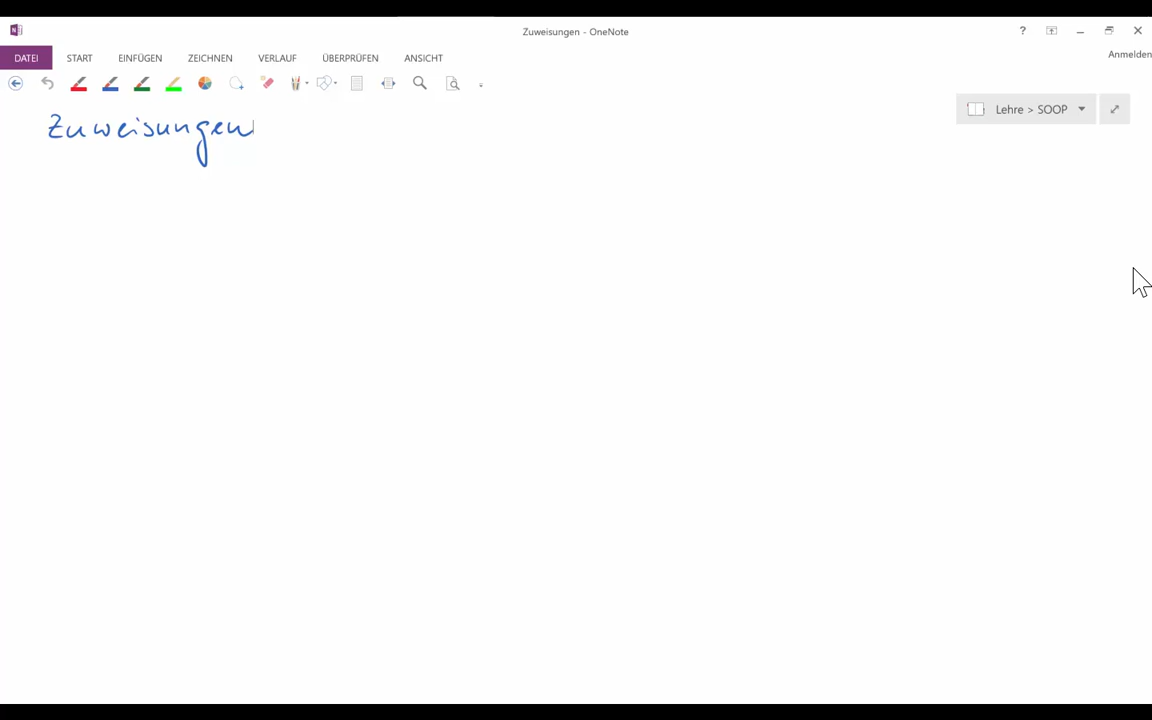 Zuweisungen - OneNote
?
Anmelden
DATEI START EINFÜGEN ZEICHNEN VERLAUF ÜBERPRÜFEN ANSICHT
Lehre > SOOP
Zuweisungen